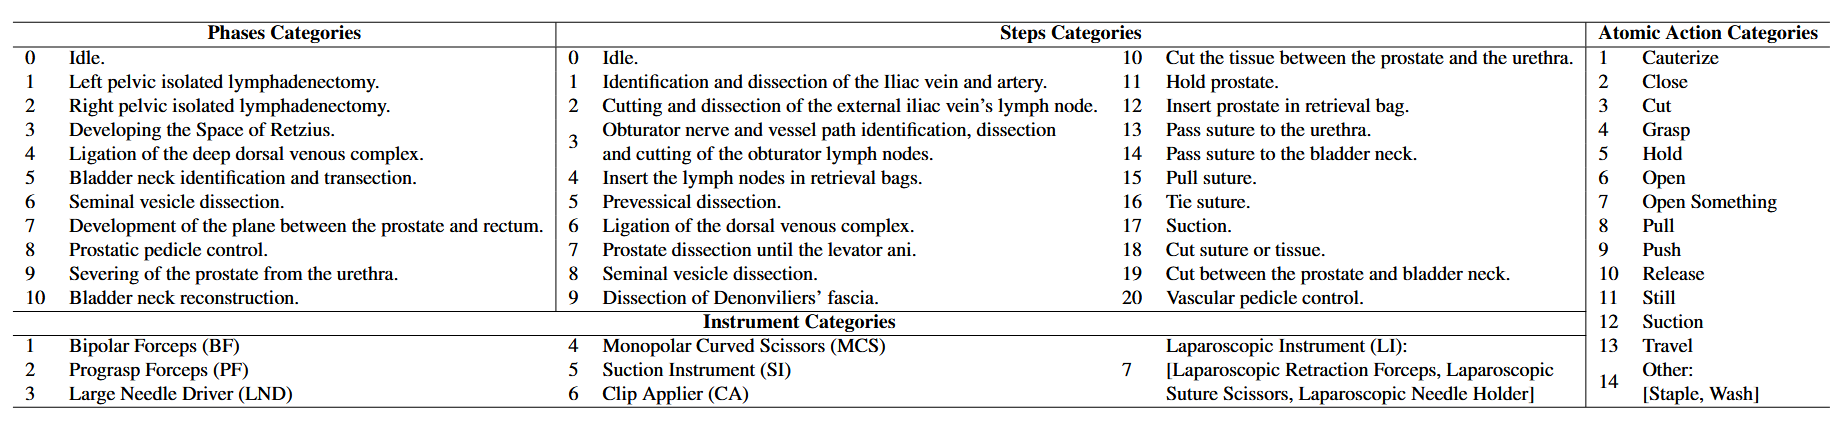 Phases Categories
0 Idle.
1 Left pelvic isolated lymphadenectomy.
2 Right pelvic isolated lymphadenectomy.
3 Developing the Space of Retzius.
4 Ligation of the deep dorsal venous complex.
5 Bladder neck identification and transection.
6 Seminal vesicle dissection.
7 Development of the plane between the prostate and rectum.
8 Prostatic pedicle control.
9 Severing of the prostate from the urethra.
10 Bladder neck reconstruction.
Steps Categories
0 Idle.
1 Identification and dissection of the Iliac vein and artery.
2 Cutting and dissection of the external iliac vein's lymph node.
3 Obturator nerve and vessel path identification, dissection
and cutting of the obturator lymph nodes.
4 Insert the lymph nodes in retrieval bags.
5 Prevessical dissection.
6 Ligation of the dorsal venous complex.
7 Prostate dissection until the levator ani.
8 Seminal vesicle dissection.
9 Dissection of Denonviliers' fascia.
10 Cut the tissue between the prostate and the urethra.
11 Hold prostate.
12 Insert prostate in retrieval bag.
13 Pass suture to the urethra.
14 Pass suture to the bladder neck.
15 Pull suture.
16 Tie suture.
17 Suction.
18 Cut suture or tissue.
19 Cut between the prostate and bladder neck.
20 Vascular pedicle control.
Atomic Action Categories
1 Cauterize
2 Close
3 Cut
4 Grasp
5 Hold
6 Open
7 Open Something
8 Pull
9 Push
10 Release
11 Still
12 Suction
13 Travel
14 Other:
[Staple, Wash]
Instrument Categories
1 Bipolar Forceps (BF)
2 Prograsp Forceps (PF)
3 Large Needle Driver (LND)
4 Monopolar Curved Scissors (MCS)
5 Suction Instrument (SI)
6 Clip Applier (CA)
7 Laparoscopic Instrument (LI):
[Laparoscopic Retraction Forceps, Laparoscopic
Suture Scissors, Laparoscopic Needle Holder]